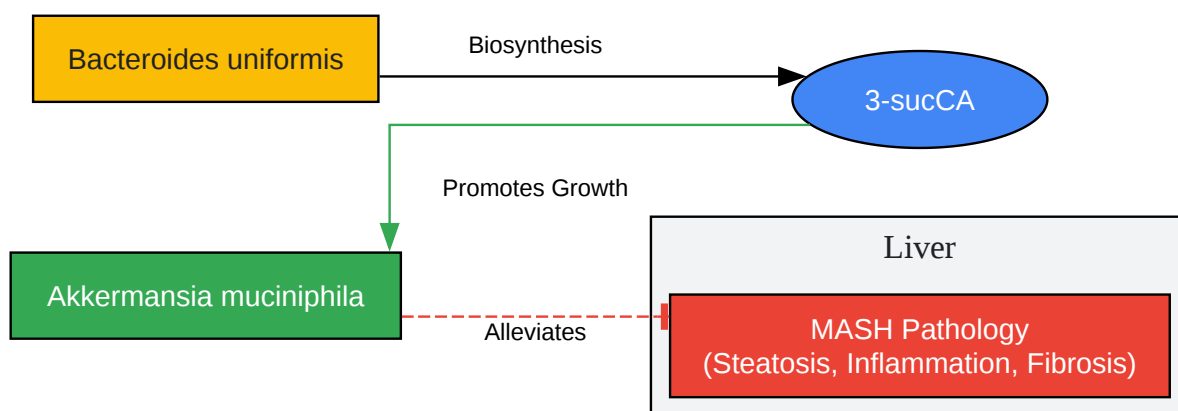 Bacteroides uniformis
Biosynthesis
3-sucCA
Promotes Growth
Liver
Akkermansia muciniphila
Alleviates
MASH Pathology
(Steatosis, Inflammation, Fibrosis)